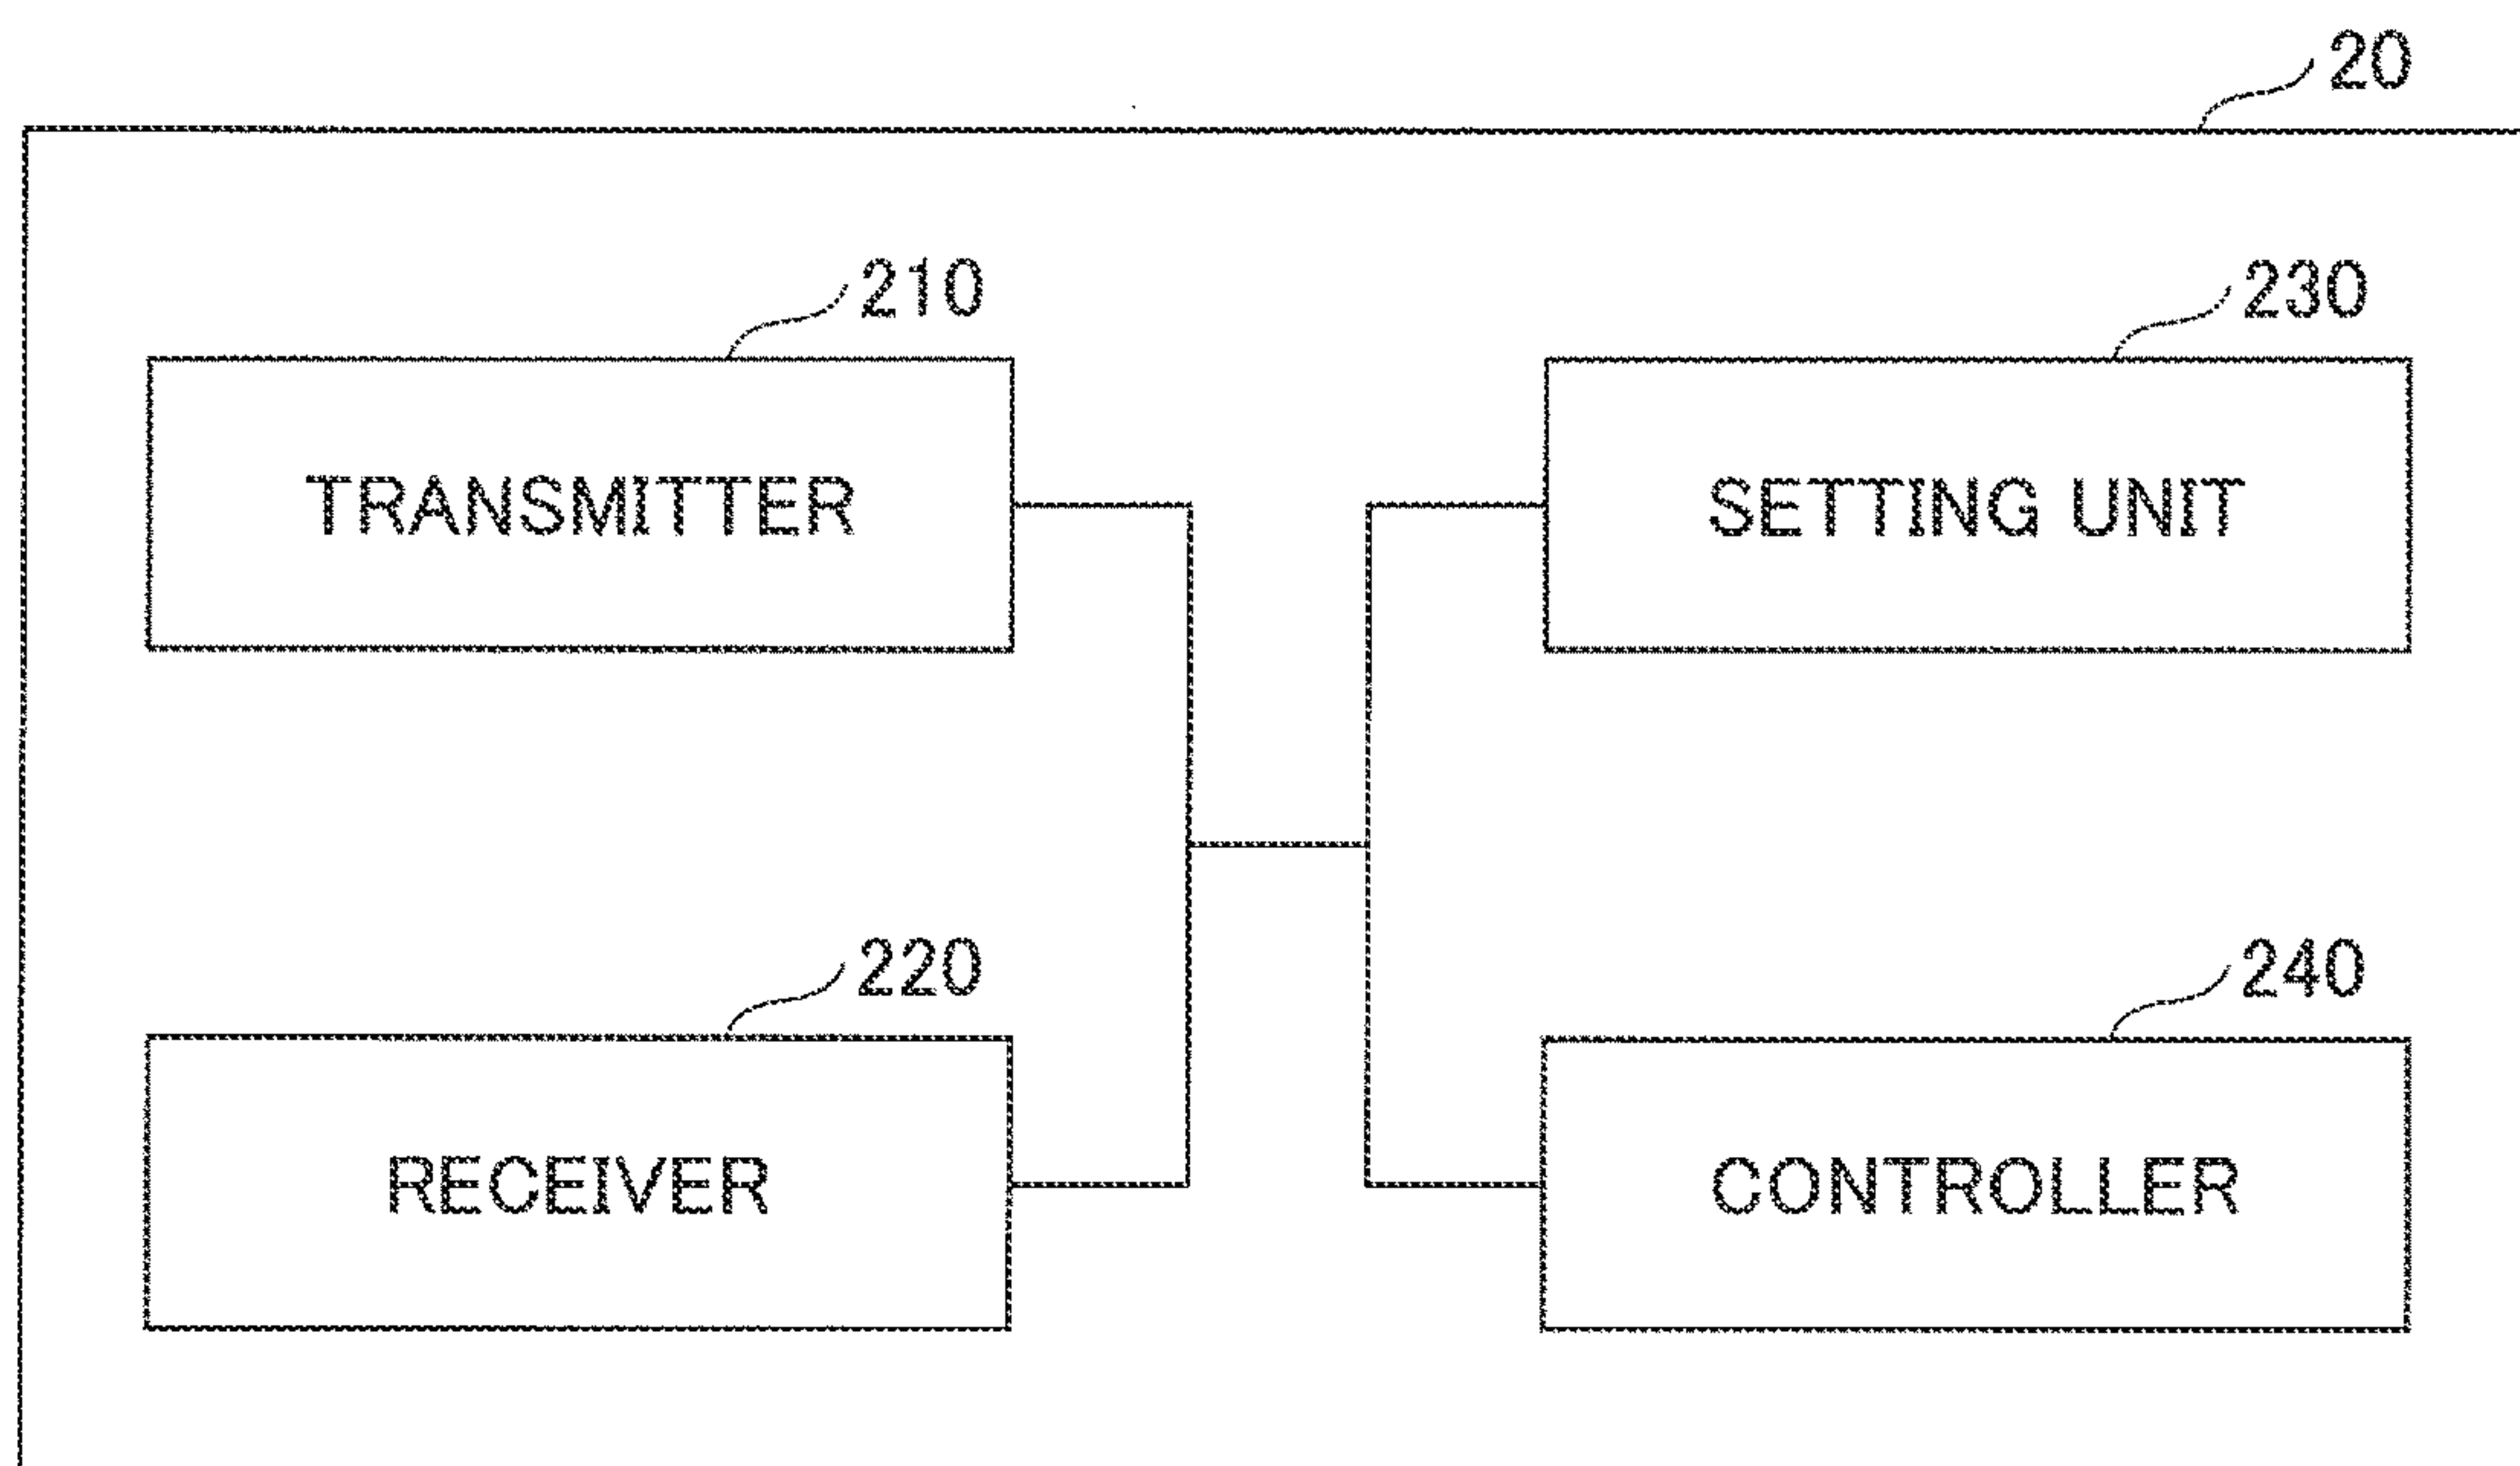 20
210
230
TRANSMITTER
SETTING UNIT
220
240
RECEIVER
CONTROLLER